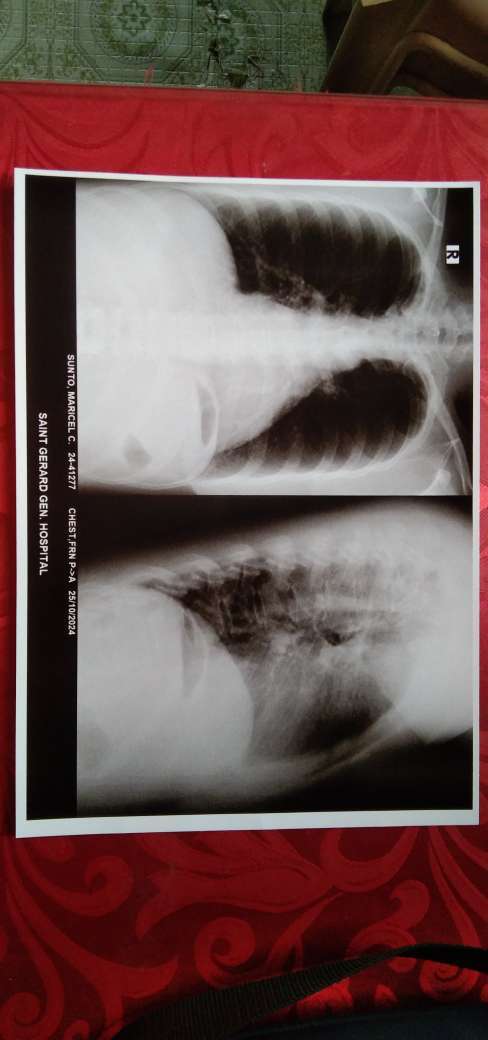 R
SUNTO, MARICEL C. 24-41277 CHEST,FRN P->A 25/10/2024
SAINT GERARD GEN. HOSPITAL